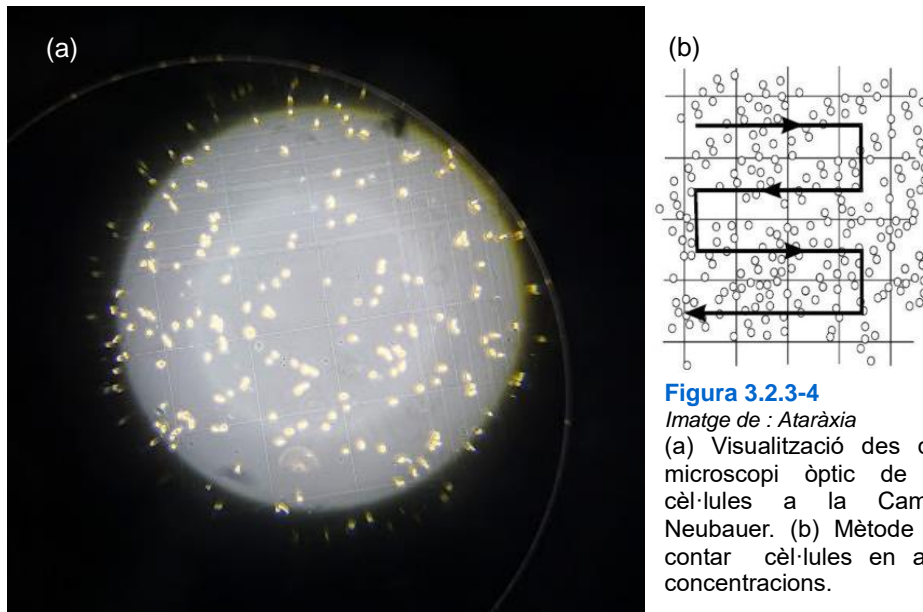 (a)
(b)
Figura 3.2.3-4
Imatge de : Ataràxia
(a) Visualització des
microscopi òptic de
cèl·lules a la
Neubauer. (b) Mètode
contar cèl·lules en
concentracions.